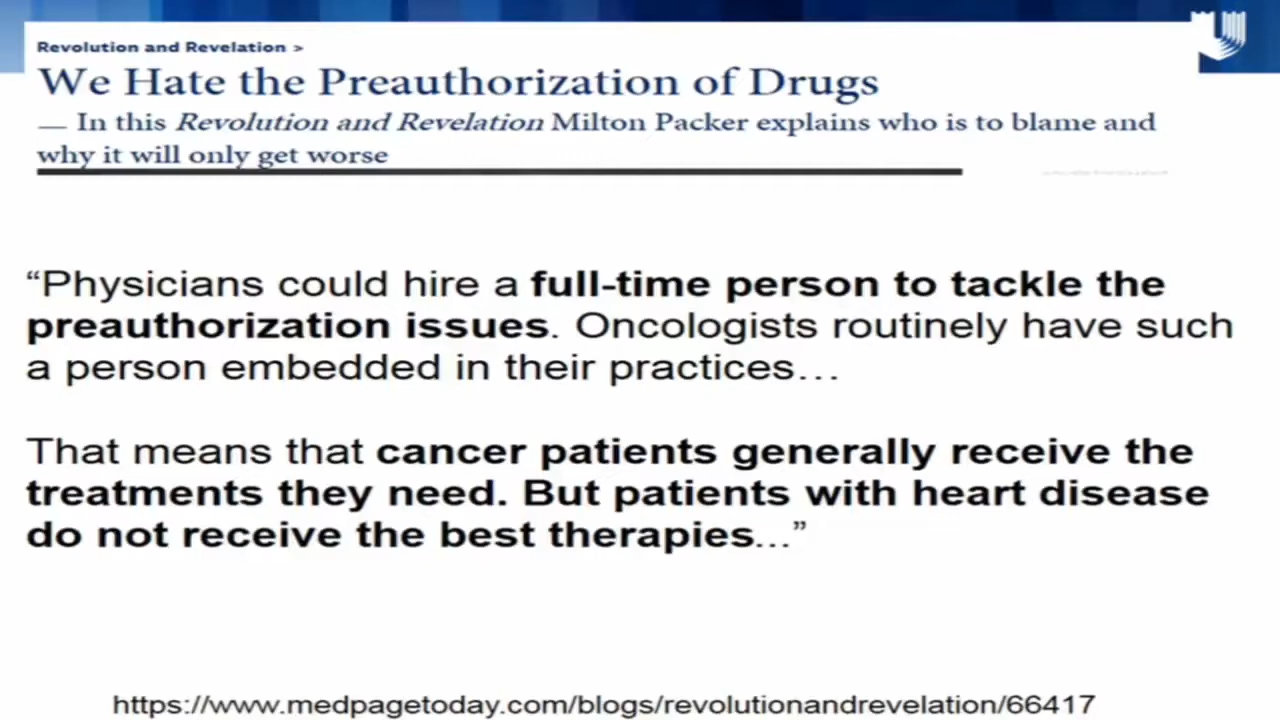 Revolution and Revelation >
We Hate the Preauthorization of Drugs
— In this Revolution and Revelation Milton Packer explains who is to blame and
why it will only get worse
“Physicians could hire a full-time person to tackle the
preauthorization issues. Oncologists routinely have such
a person embedded in their practices…
That means that cancer patients generally receive the
treatments they need. But patients with heart disease
do not receive the best therapies…”
https://www.medpagetoday.com/blogs/revolutionandrevelation/66417